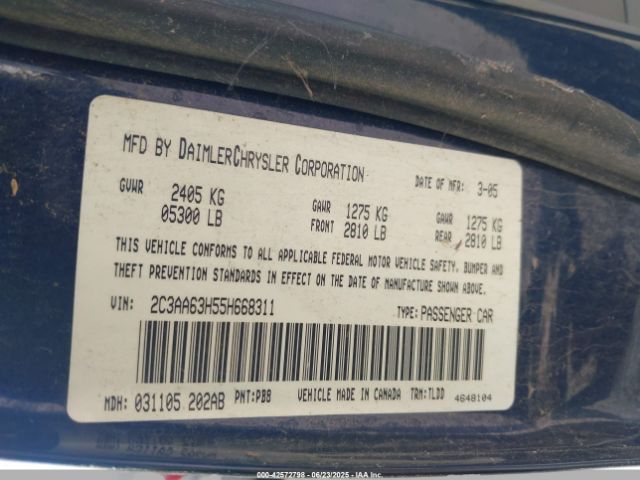 MFD BY DAIMLERCHRYSLER CORPORATION
DATE OF MFR: 3-05
GVWR 2405 KG 05300 LB
GAWR FRONT 1275 KG 2810 LB
GAWR REAR 1275 KG 2810 LB
THIS VEHICLE CONFORMS TO ALL APPLICABLE FEDERAL MOTOR VEHICLE SAFETY, BUMPER AND
THEFT PREVENTION STANDARDS IN EFFECT ON THE DATE OF MANUFACTURE SHOWN ABOVE.
VIN: 2C3AA63H55H668311 TYPE: PASSENGER CAR
MDH: 031105 202AB PNT:PB8 VEHICLE MADE IN CANADA TRM:TLDD 4648104
(00-42572798 - 06/23/2025 - IAA HOLDINGS, LLC)